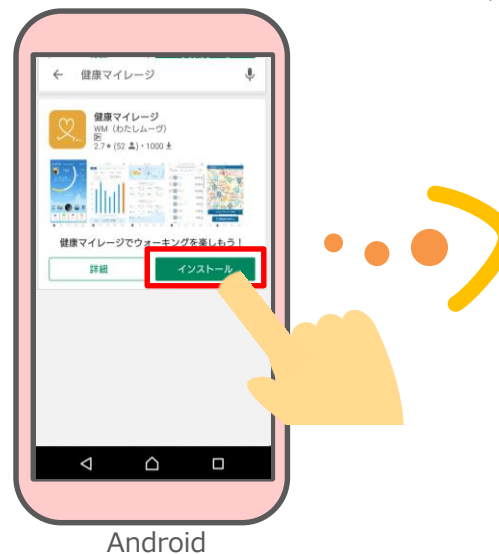 健康マイレージ
健康マイレージ
WM（わたしムーヴ）
2.7★ (52 )・1000
健康マイレージでウォーキングを楽しもう！
詳細
インストール
Android